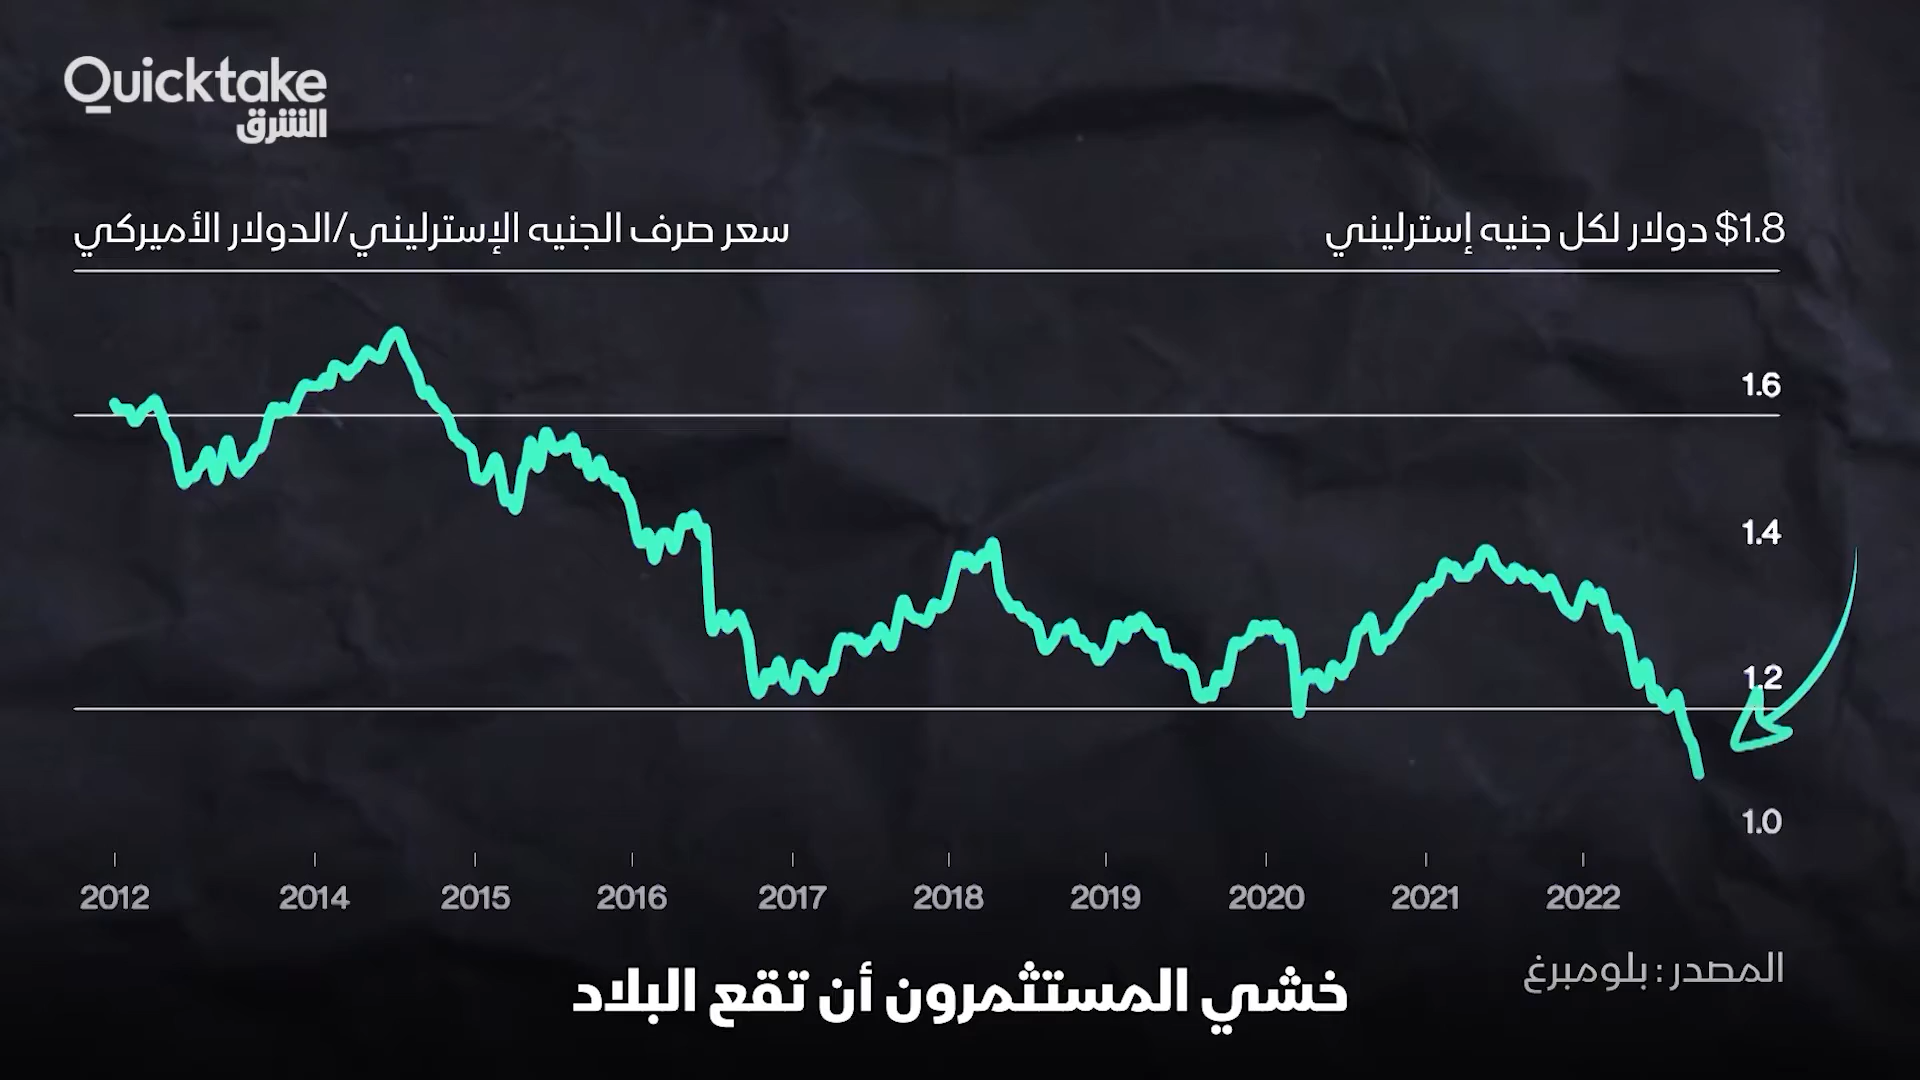 Quicktake
الشرق
سعر صرف الجنيه الإسترليني/الدولار الأميركي
$1.8 دولار لكل جنيه إسترليني
1.6
1.4
1.2
1.0
2012 2014 2015 2016 2017 2018 2019 2020 2021 2022
المصدر: بلومبرغ
خشي المستثمرون أن تقع البلاد